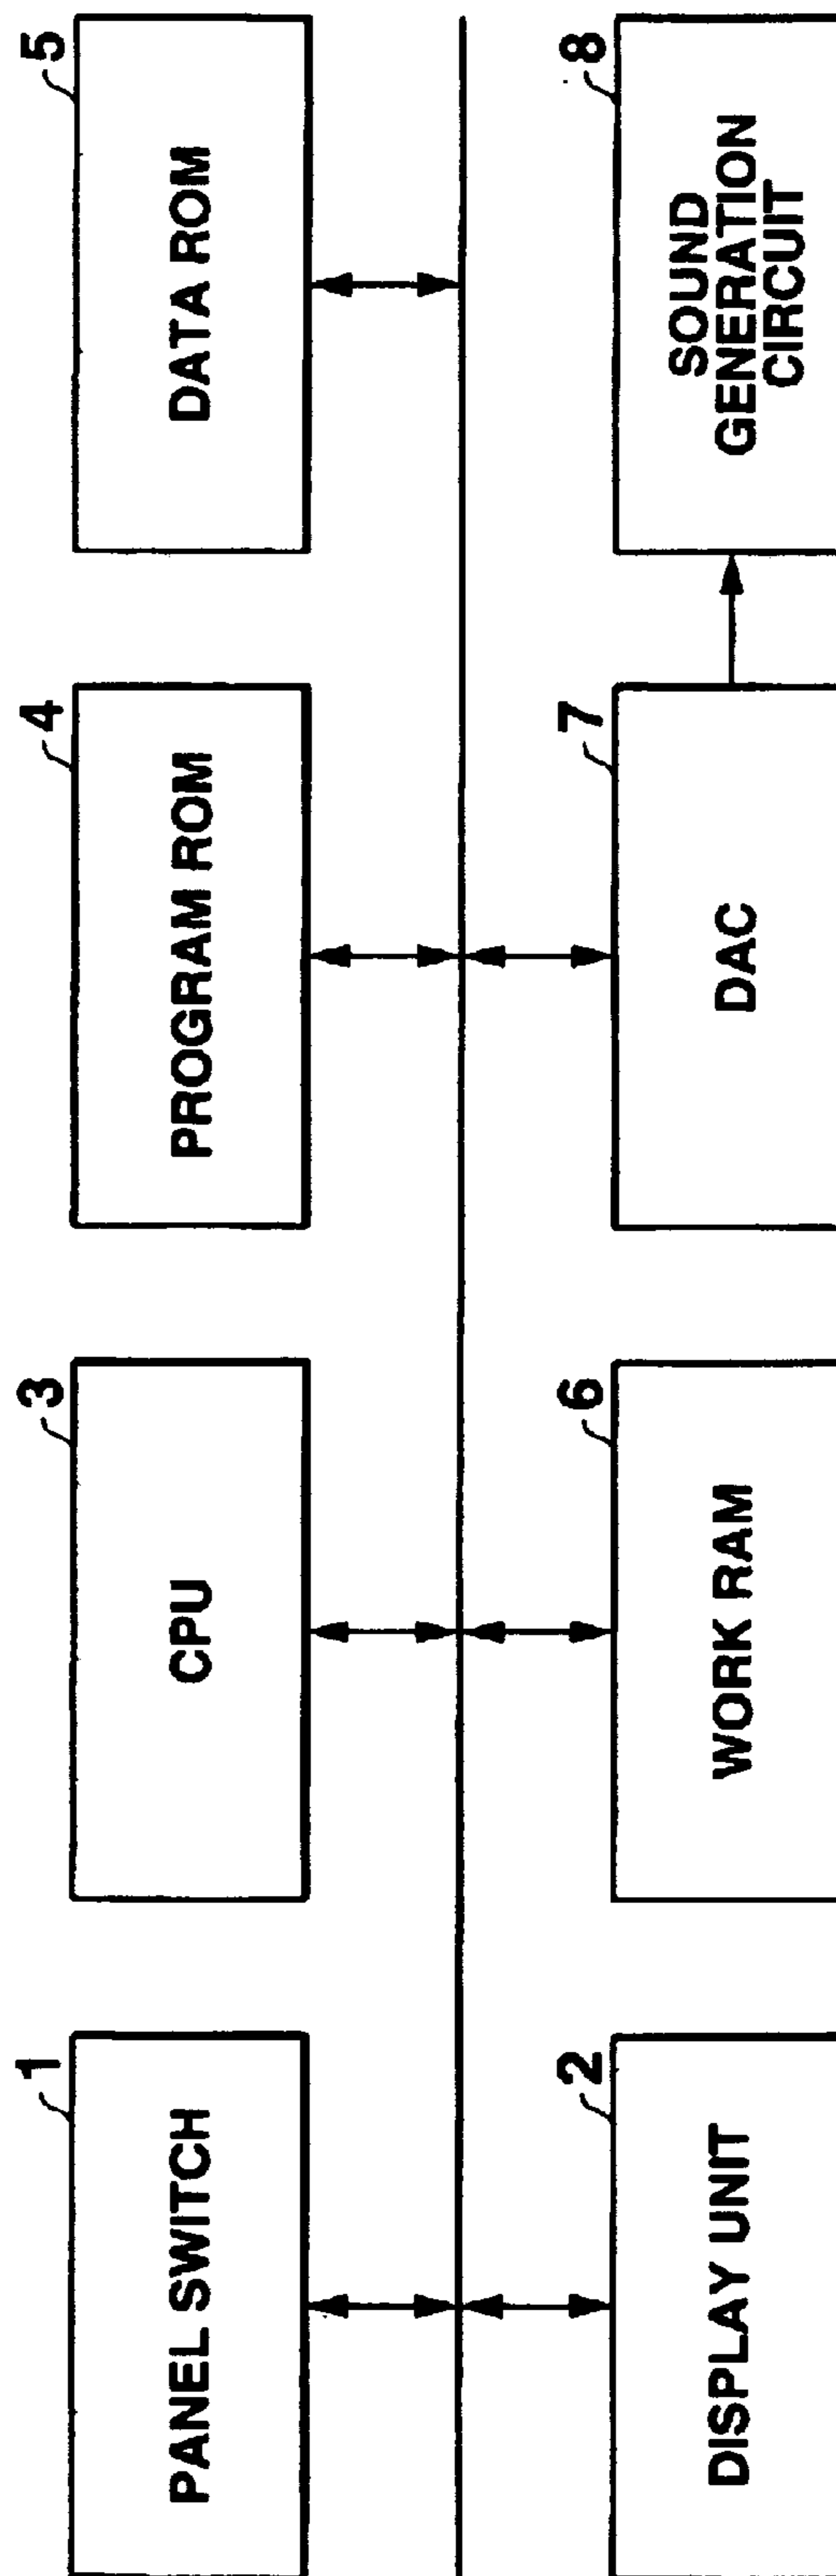 1
PANEL SWITCH
3
CPU
4
PROGRAM ROM
5
DATA ROM
2
DISPLAY UNIT
6
WORK RAM
7
DAC
8
SOUND
GENERATION
CIRCUIT